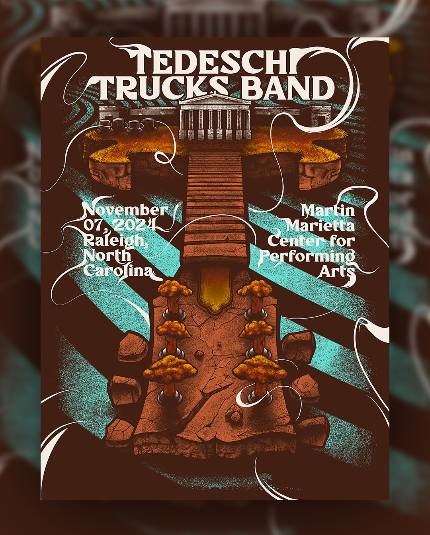 TEDESCHI
TRUCKS BAND
November
07, 2024
Raleigh,
North
Carolina
Martin
Marietta
Center for
Performing
Arts